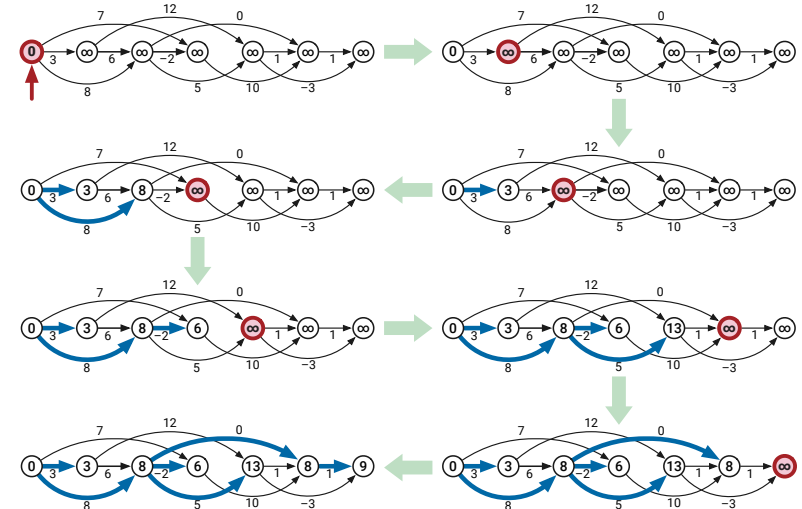 7 12 0
0 3 ∞ 6 ∞ −2 ∞ ∞ 1 ∞ 1 ∞
8 5 10 −3
7 12 0
0 3 ∞ 6 ∞ −2 ∞ ∞ 1 ∞ 1 ∞
8 5 10 −3
7 12 0
0 3 3 6 8 −2 ∞ ∞ 1 ∞ 1 ∞
8 5 10 −3
7 12 0
0 3 3 6 ∞ −2 ∞ ∞ 1 ∞ 1 ∞
8 5 10 −3
7 12 0
0 3 3 6 8 −2 6 ∞ 1 ∞ 1 ∞
8 5 10 −3
7 12 0
0 3 3 6 8 −2 6 13 1 ∞ 1 ∞
8 5 10 −3
7 12 0
0 3 3 6 8 −2 6 13 1 8 1 9
8 5 10 −3
7 12 0
0 3 3 6 8 −2 6 13 1 8 1 ∞
8 5 10 −3